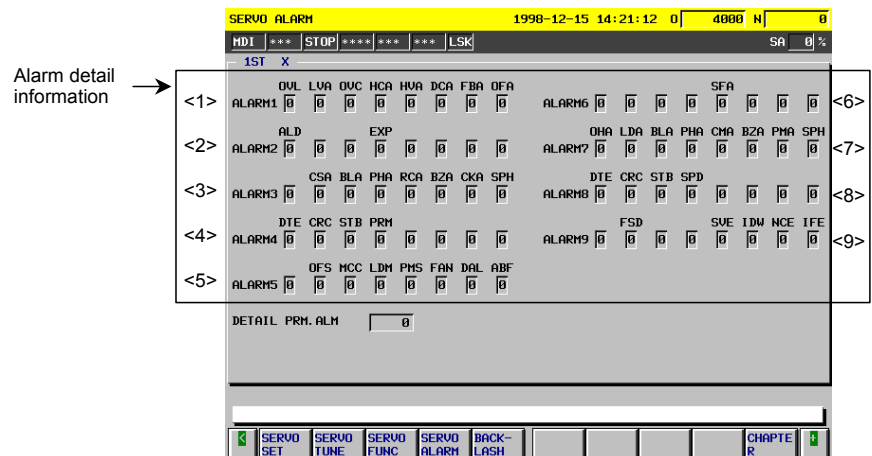 SERVO ALARM 1998-12-15 14:21:12 O 4000 N 0
MDI *** STOP **** *** *** LSK SA 0 %
1ST X
Alarm detail
information
OVL LVA OVC HCA HVA DCA FBA OFA SFA
<1> ALARM1 0 0 0 0 0 0 0 0 ALARM6 0 0 0 0 0 0 0 0 <6>
ALD EXP OHA LDA BLA PHA CMA BZA PMA SPH
<2> ALARM2 0 0 0 0 0 0 0 0 ALARM7 0 0 0 0 0 0 0 0 <7>
CSA BLA PHA RCA BZA CKA SPH DTE CRC STB SPD
<3> ALARM3 0 0 0 0 0 0 0 0 ALARM8 0 0 0 0 0 0 0 0 <8>
DTE CRC STB PRM FSD SVE IDW NCE IFE
<4> ALARM4 0 0 0 0 0 0 0 0 ALARM9 0 0 0 0 0 0 0 0 <9>
OFS MCC LDM PMS FAN DAL ABF
<5> ALARM5 0 0 0 0 0 0 0 0
DETAIL PRM.ALM 0
< SERVO SERVO SERVO SERVO BACK- CHAPTE +
SET TUNE FUNC ALARM LASH R